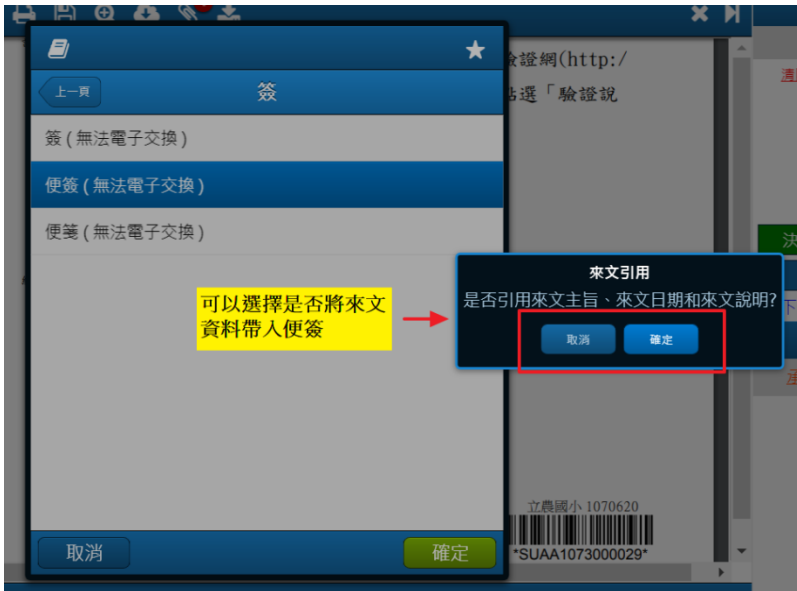 驗證網(http:/
點選「驗證說
上一頁
簽
簽 ( 無法電子交換 )
便簽 ( 無法電子交換 )
便箋 ( 無法電子交換 )
可以選擇是否將來文
資料帶入便簽
來文引用
是否引用來文主旨、來文日期和來文說明?
取消
確定
決
下
立農國小 1070620
*SUAA1073000029*
取消
確定